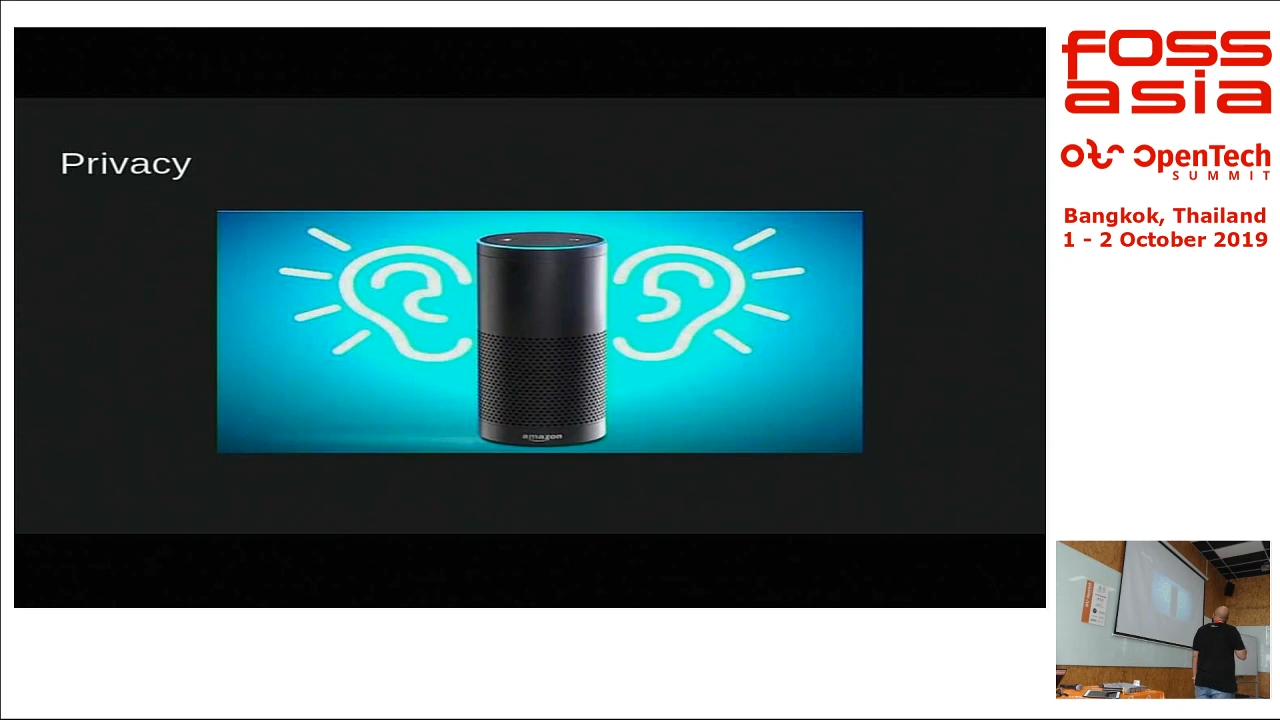 Privacy
amazon
foss
asia
OpenTech
SUMMIT
Bangkok, Thailand
1 - 2 October 2019